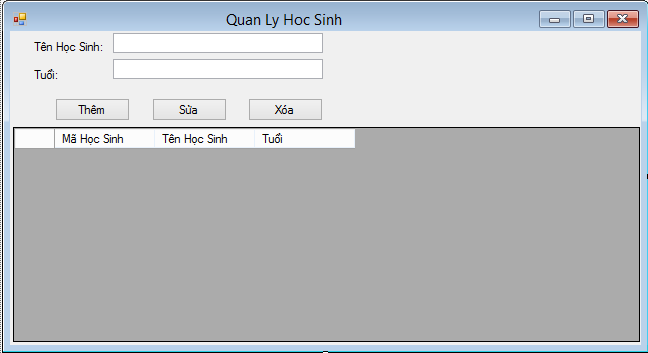 Quan Ly Hoc Sinh
Tên Học Sinh:
Tuổi:
Thêm Sửa Xóa
Mã Học Sinh Tên Học Sinh Tuổi